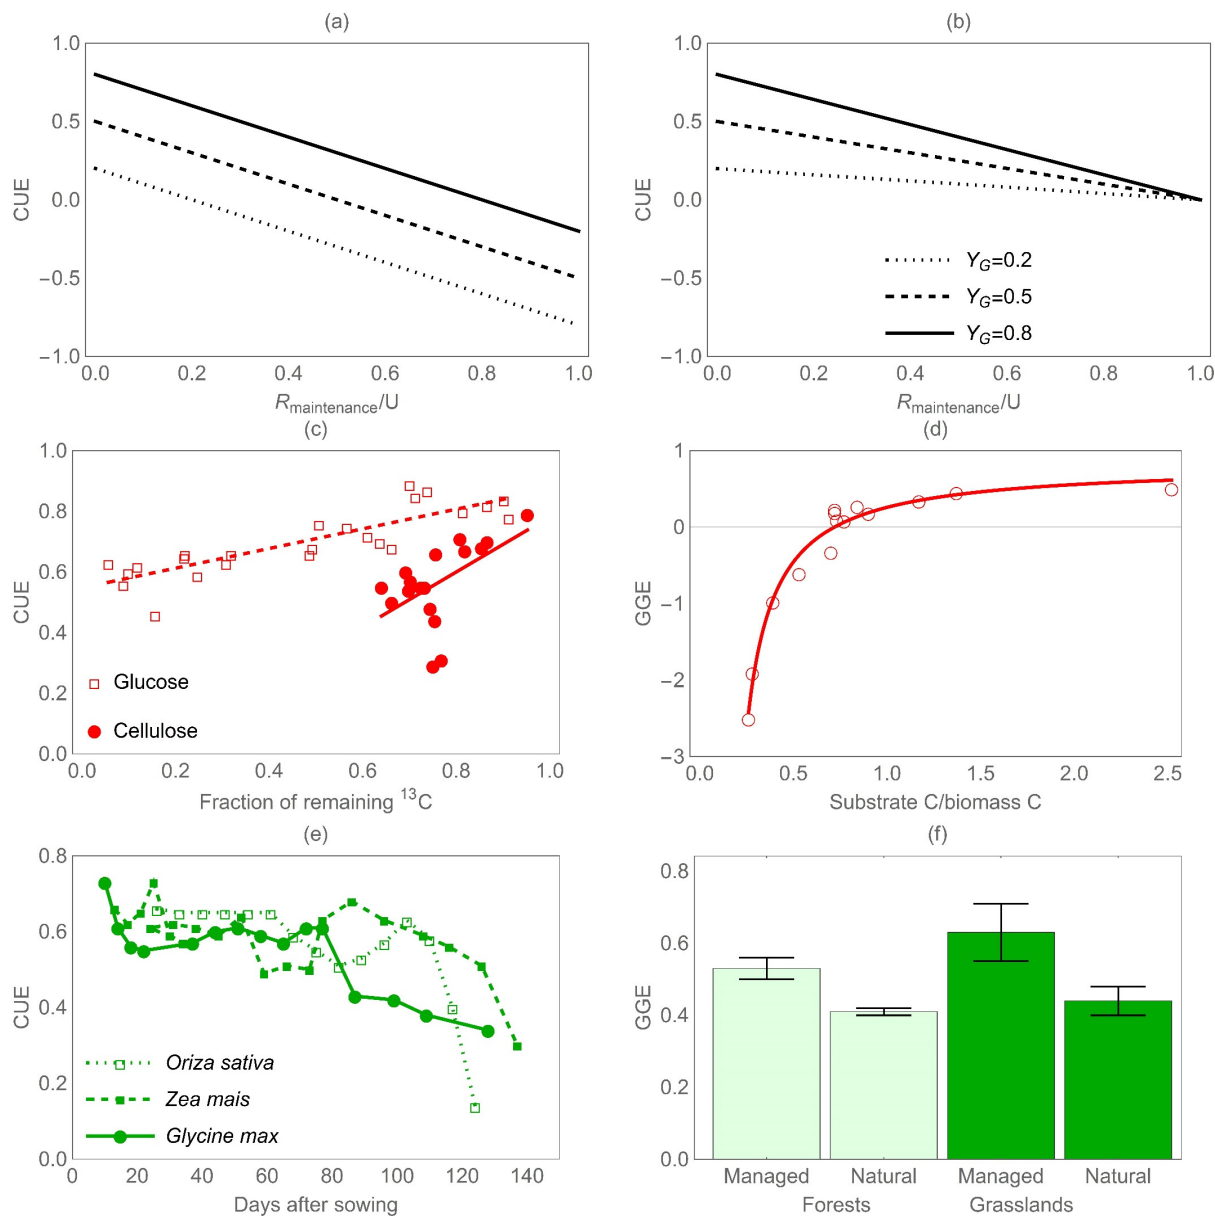 (a)
1.0
0.5
0.0
−0.5
−1.0
CUE
0.0 0.2 0.4 0.6 0.8 1.0
Rmaintenance/U
(b)
1.0
0.5
0.0
−0.5
−1.0
CUE
YG=0.2
YG=0.5
YG=0.8
0.0 0.2 0.4 0.6 0.8 1.0
Rmaintenance/U
(c)
1.0
0.8
0.6
0.4
0.2
0.0
CUE
Glucose
Cellulose
0.0 0.2 0.4 0.6 0.8 1.0
Fraction of remaining 13C
(d)
1
0
−1
−2
−3
GGE
0.0 0.5 1.0 1.5 2.0 2.5
Substrate C/biomass C
(e)
0.8
0.6
0.4
0.2
0.0
CUE
Oriza sativa
Zea mais
Glycine max
0 20 40 60 80 100 120 140
Days after sowing
(f)
0.8
0.6
0.4
0.2
0.0
GGE
Managed Natural Managed Natural
Forests Grasslands